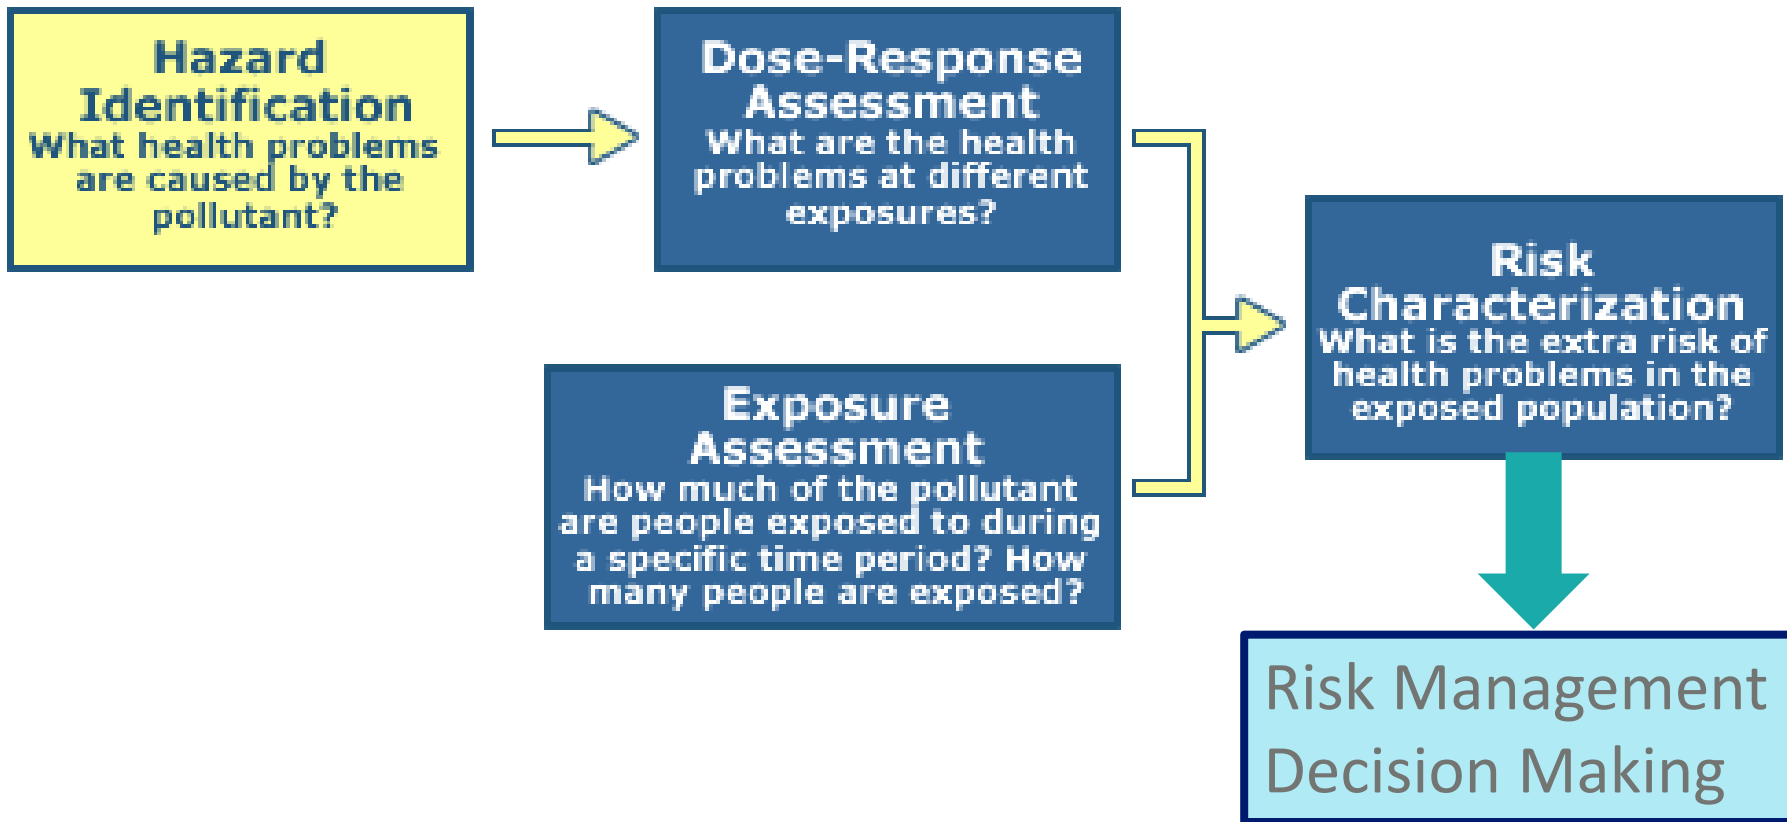 Hazard
Identification
What health problems
are caused by the
pollutant?
Dose-Response
Assessment
What are the health
problems at different
exposures?
Exposure
Assessment
How much of the pollutant
are people exposed to during
a specific time period? How
many people are exposed?
Risk
Characterization
What is the extra risk of
health problems in the
exposed population?
Risk Management
Decision Making